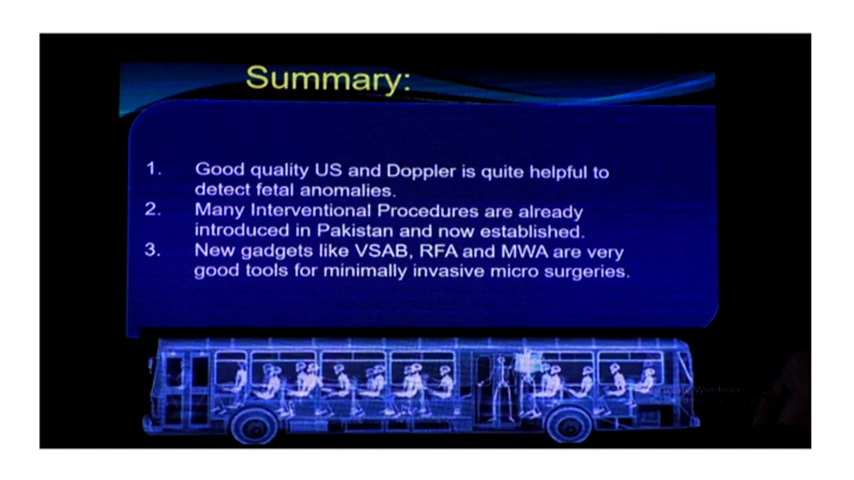 Summary:
1. Good quality US and Doppler is quite helpful to
detect fetal anomalies.
2. Many Interventional Procedures are already
introduced in Pakistan and now established.
3. New gadgets like VSAB, RFA and MWA are very
good tools for minimally invasive micro surgeries.
Windows